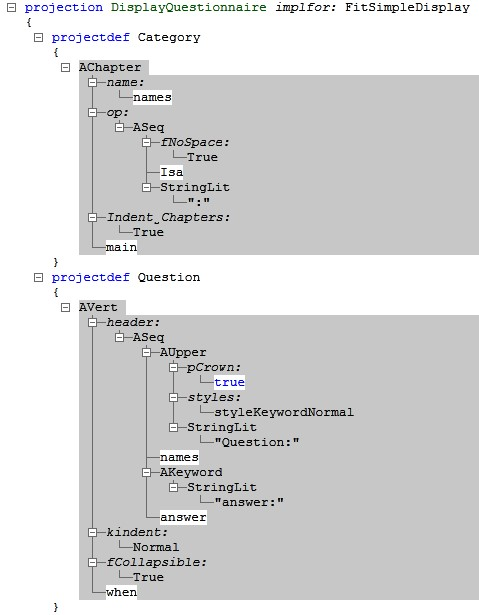 projection DisplayQuestionnaire implfor: FitSimpleDisplay
{
projectdef Category
{
AChapter
name:
names
op:
ASeq
fNoSpace:
True
Isa
StringLit
":"
Indent_Chapters:
True
main
}
projectdef Question
{
AVert
header:
ASeq
AUpper
pCrown:
true
styles:
styleKeywordNormal
StringLit
"Question:"
names
AKeyword
StringLit
"answer:"
answer
kindent:
Normal
fCollapsible:
True
when
}